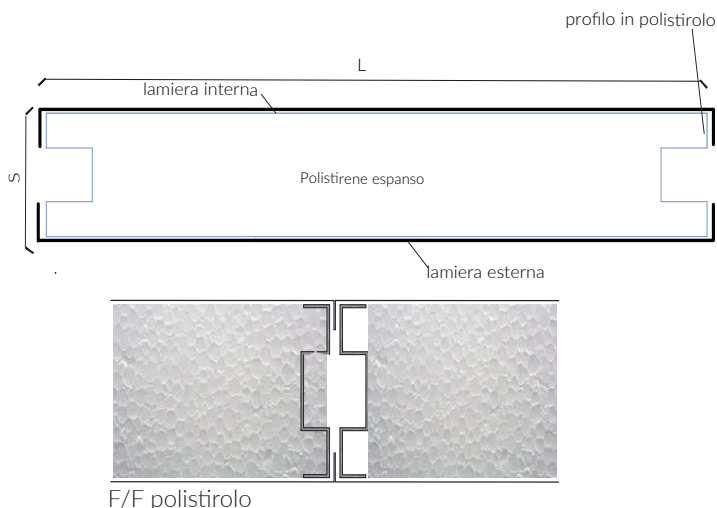 profilo in polistirolo
L
lamiera interna
S
Polistirene espanso
lamiera esterna
F/F polistirolo